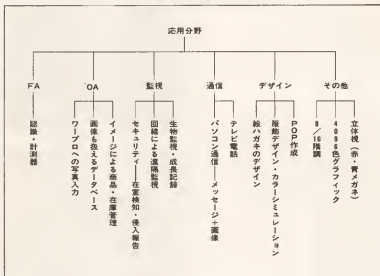 応用分野
FA
認識・計測器
OA
イメージによる商品・在庫管理
画像も扱えるデータベース
ワープロへの写真入力
監視
生物監視・成長記録
回線による遠隔監視
セキュリティ―在室検知・侵入報告
通信
テレビ電話
パソコン通信―メッセージ+画像
デザイン
POP作成
服飾デザイン・カラーシミュレーション
絵ハガキのデザイン
その他
立体視(赤・青メガネ)
4096色グラフィック
8/16階調